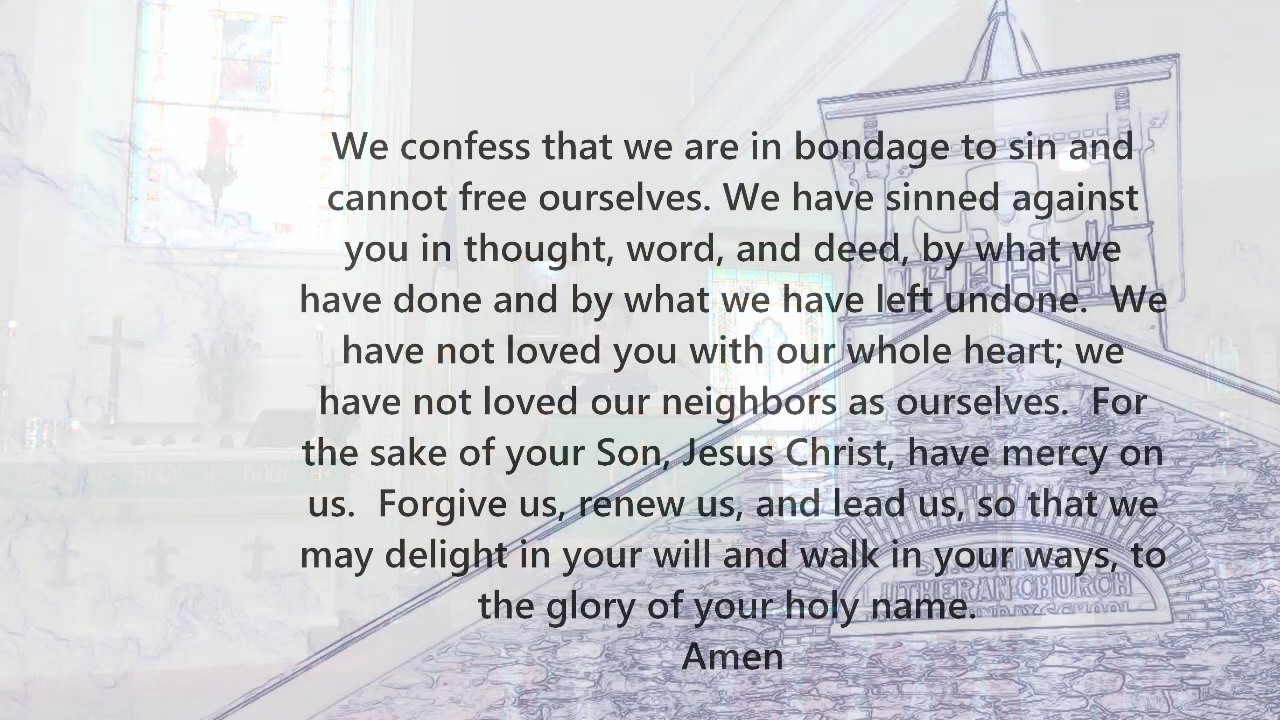 We confess that we are in bondage to sin and
cannot free ourselves. We have sinned against
you in thought, word, and deed, by what we
have done and by what we have left undone.  We
have not loved you with our whole heart; we
have not loved our neighbors as ourselves.  For
the sake of your Son, Jesus Christ, have mercy on
us.  Forgive us, renew us, and lead us, so that we
may delight in your will and walk in your ways, to
the glory of your holy name.
Amen
LUTHERAN CHURCH